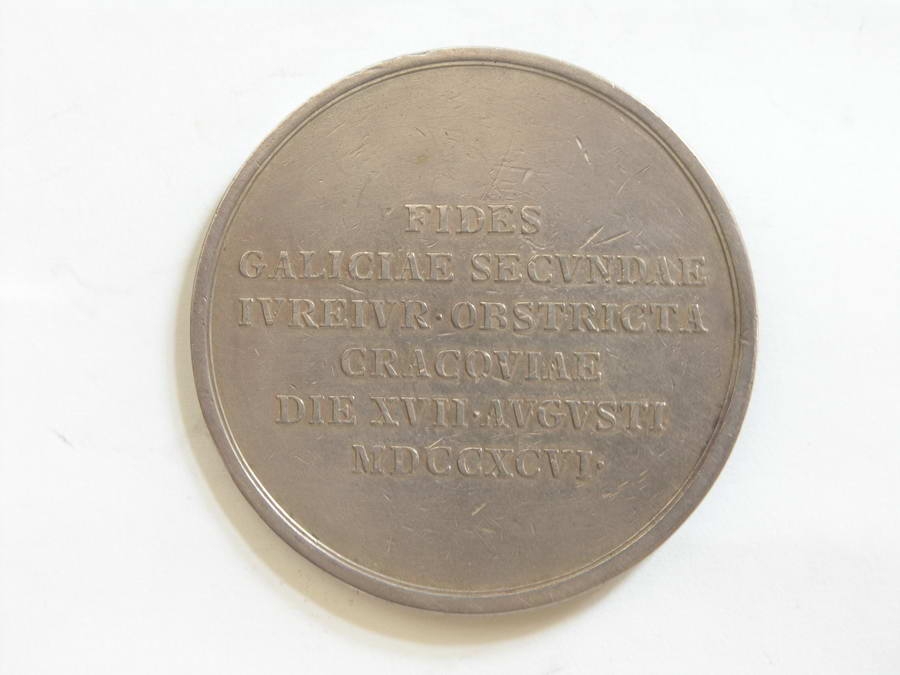 FIDES
GALICIAE SECVNDAE
IVREIVR · OBSTRICTA
CRACOVIAE
DIE XVII · AVGVSTI
MDCCXCVI ·